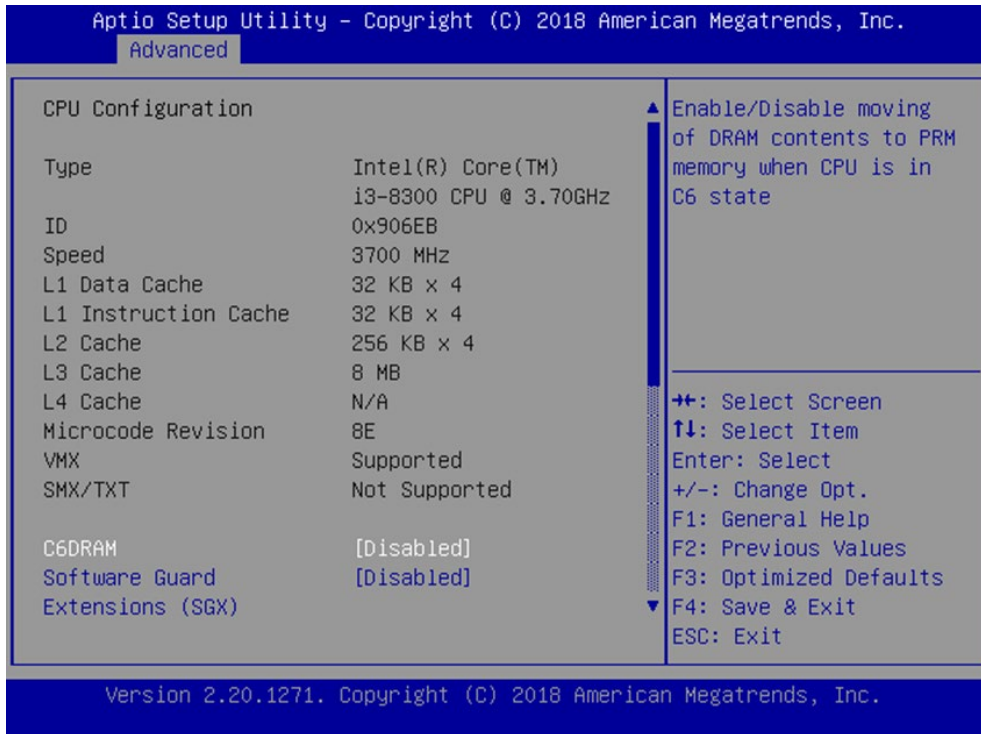 Aptio Setup Utility – Copyright (C) 2018 American Megatrends, Inc.
Advanced
CPU Configuration
Type Intel(R) Core(TM)
i3-8300 CPU @ 3.70GHz
ID 0x906EB
Speed 3700 MHz
L1 Data Cache 32 KB x 4
L1 Instruction Cache 32 KB x 4
L2 Cache 256 KB x 4
L3 Cache 8 MB
L4 Cache N/A
Microcode Revision 8E
VMX Supported
SMX/TXT Not Supported
C6DRAM [Disabled]
Software Guard [Disabled]
Extensions (SGX)
Enable/Disable moving
of DRAM contents to PRM
memory when CPU is in
C6 state
→←: Select Screen
↑↓: Select Item
Enter: Select
+/-: Change Opt.
F1: General Help
F2: Previous Values
F3: Optimized Defaults
F4: Save & Exit
ESC: Exit
Version 2.20.1271. Copyright (C) 2018 American Megatrends, Inc.